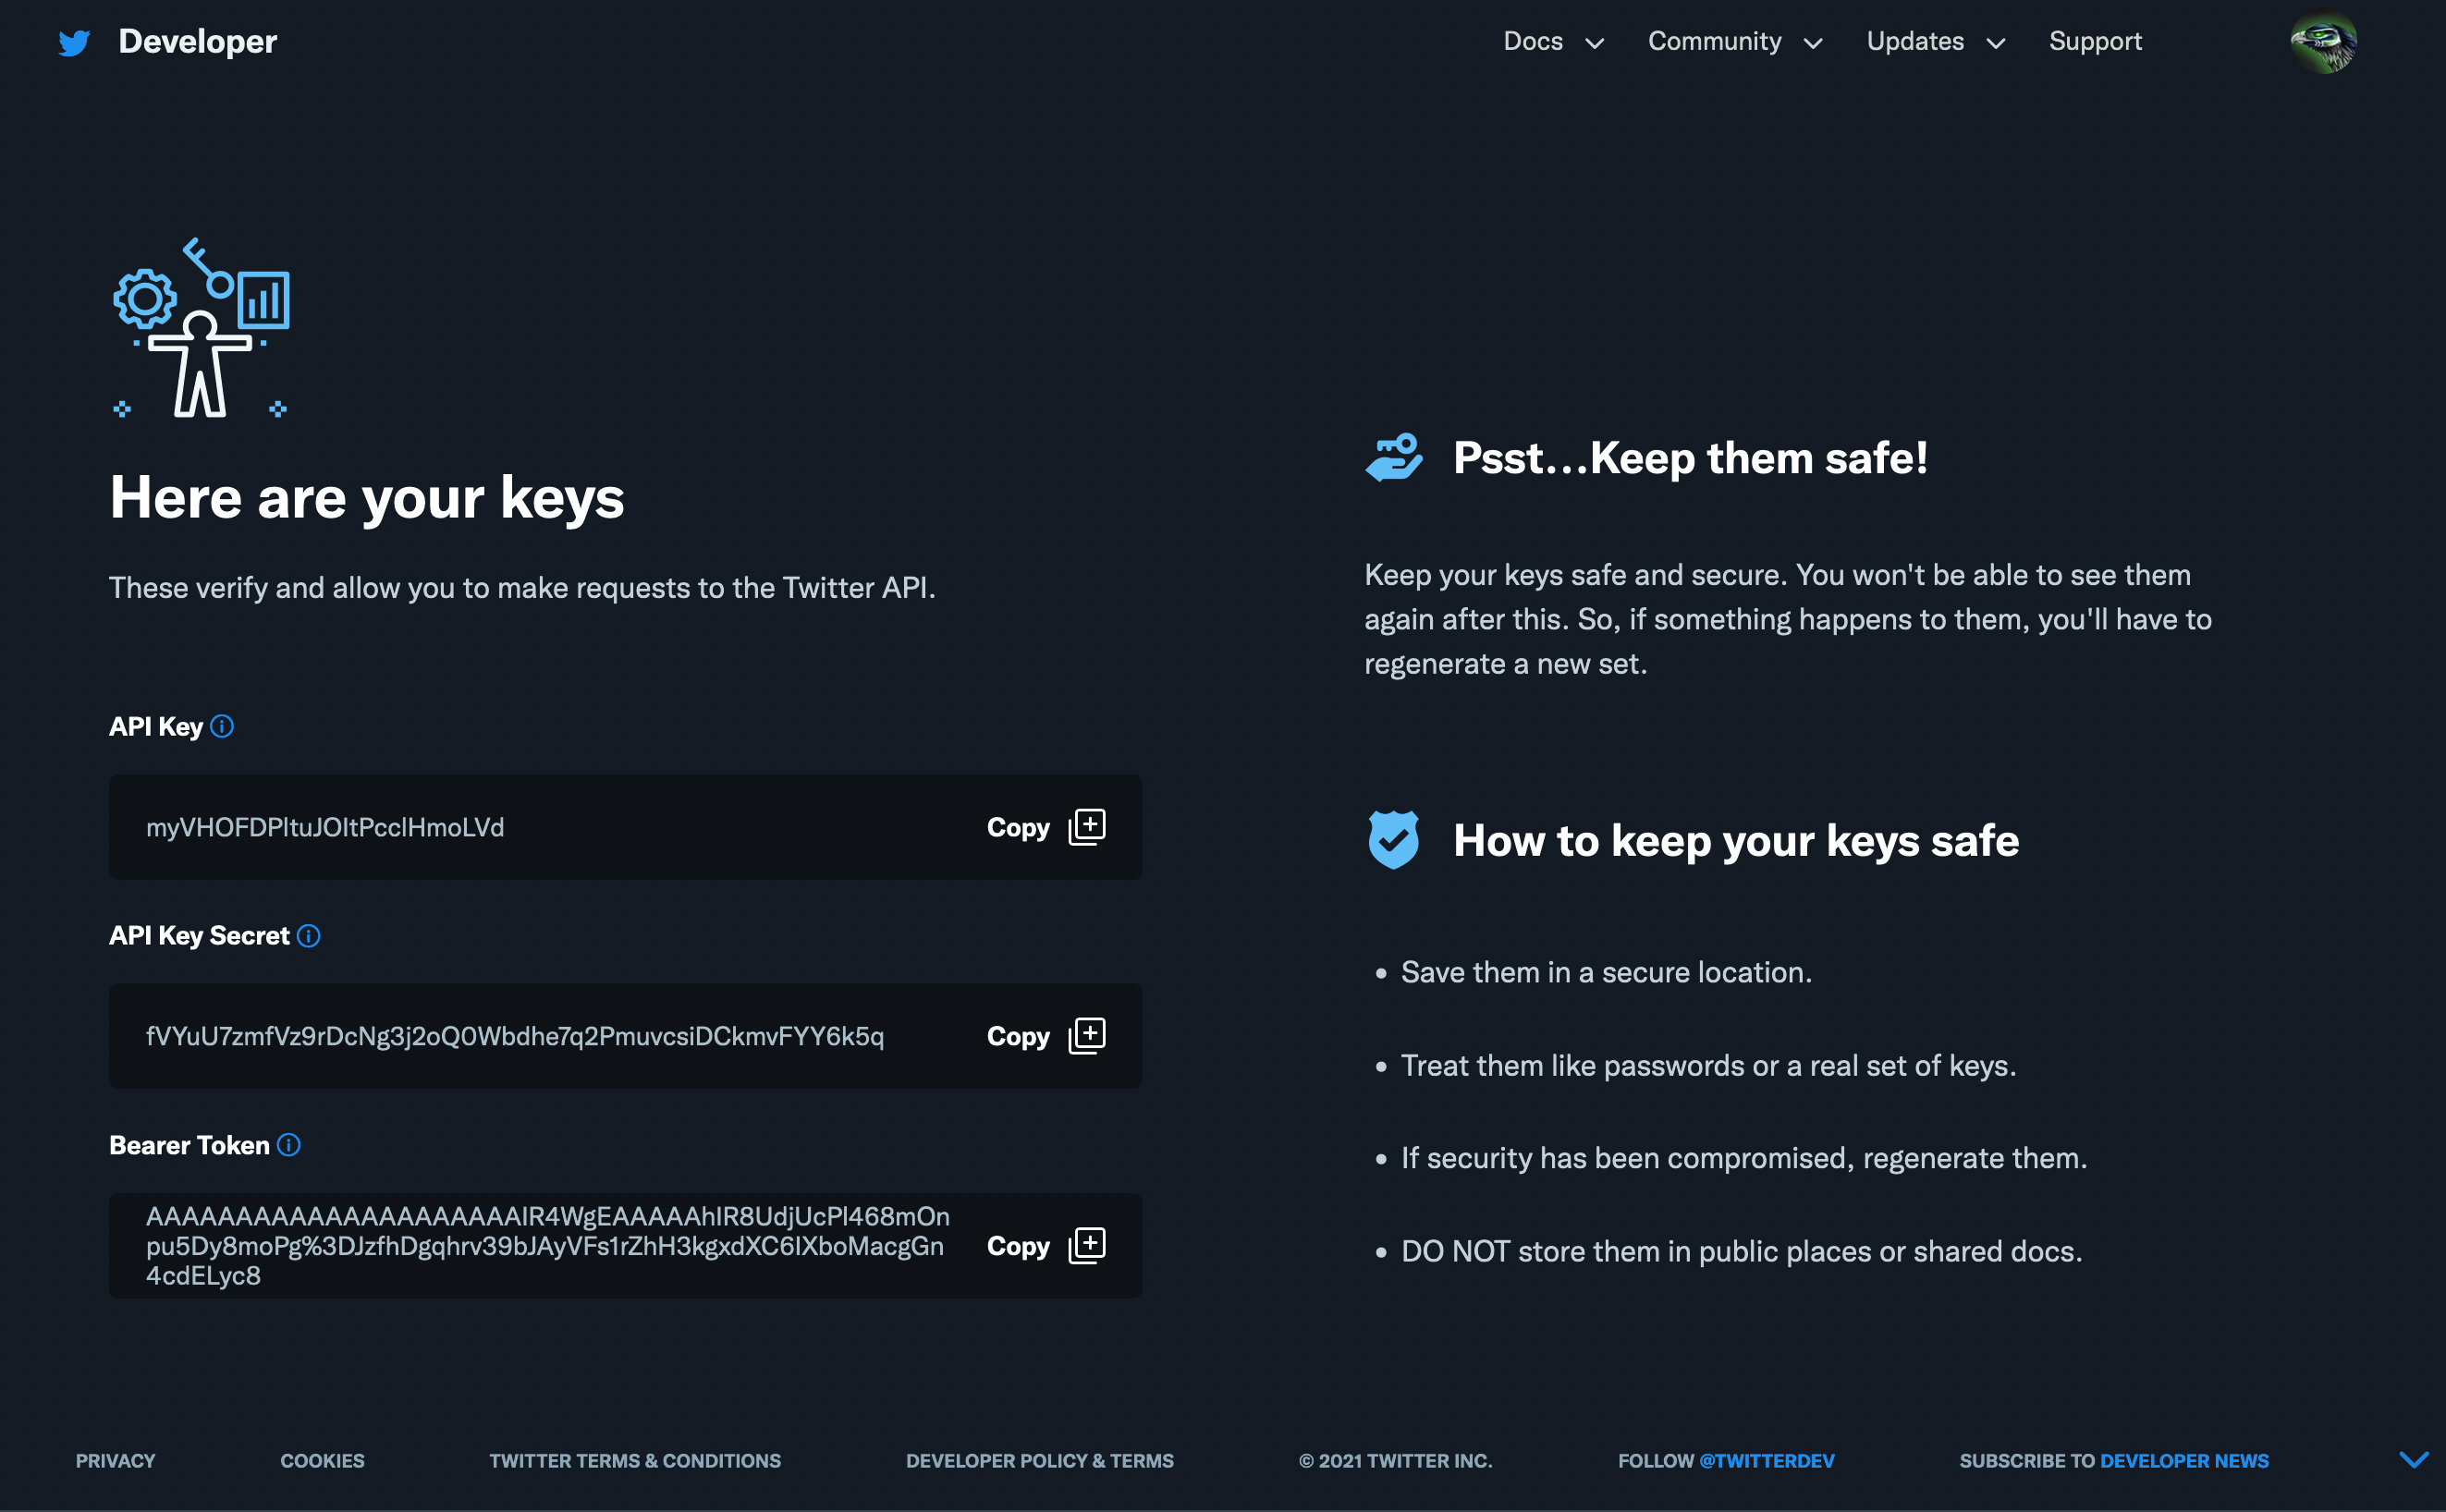 Developer
Docs Community Updates Support
Here are your keys
These verify and allow you to make requests to the Twitter API.
API Key
Copy
API Key Secret
fVYuU7zmfVz9rDcNg3j2oQ0Wbdhe7q2PmuvcsiDCkmvFYY6k5q Copy
Bearer Token
Copy
Psst...Keep them safe!
Keep your keys safe and secure. You won't be able to see them
again after this. So, if something happens to them, you'll have to
regenerate a new set.
How to keep your keys safe
• Save them in a secure location.
• Treat them like passwords or a real set of keys.
• If security has been compromised, regenerate them.
• DO NOT store them in public places or shared docs.
PRIVACY COOKIES TWITTER TERMS & CONDITIONS DEVELOPER POLICY & TERMS © 2021 TWITTER INC. FOLLOW @TWITTERDEV SUBSCRIBE TO DEVELOPER NEWS